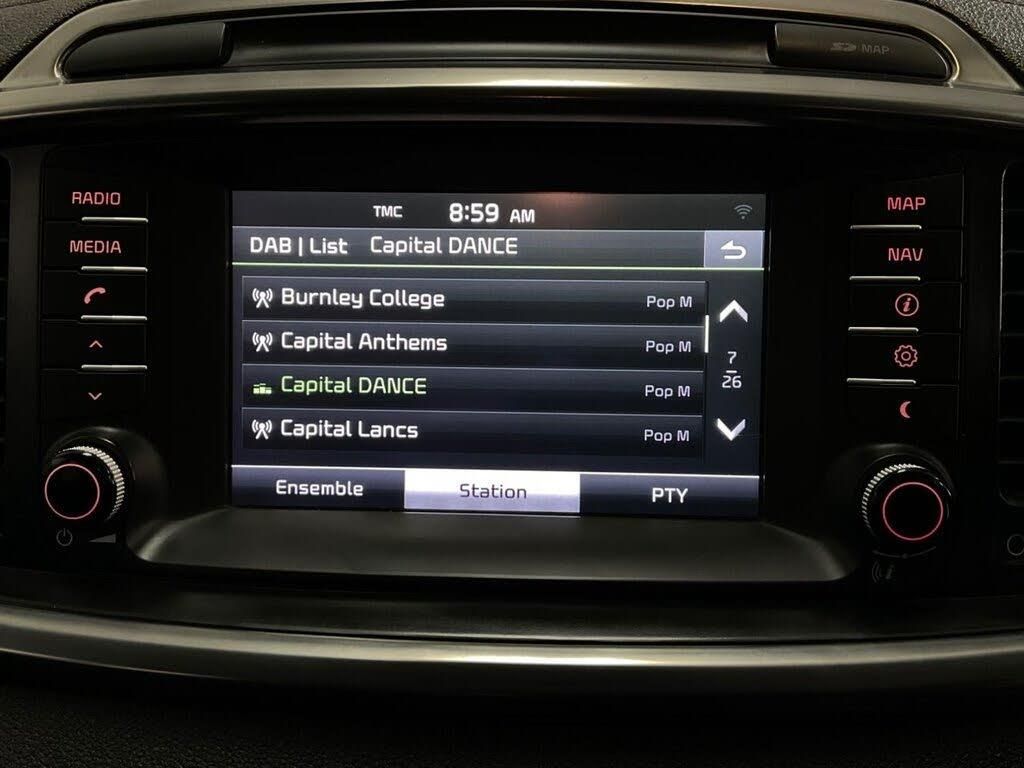 SD MAP
RADIO
MEDIA
MAP
NAV
TMC 8:59 AM
DAB | List Capital DANCE
Burnley College Pop M
Capital Anthems Pop M
Capital DANCE Pop M
Capital Lancs Pop M
7
26
Ensemble Station PTY